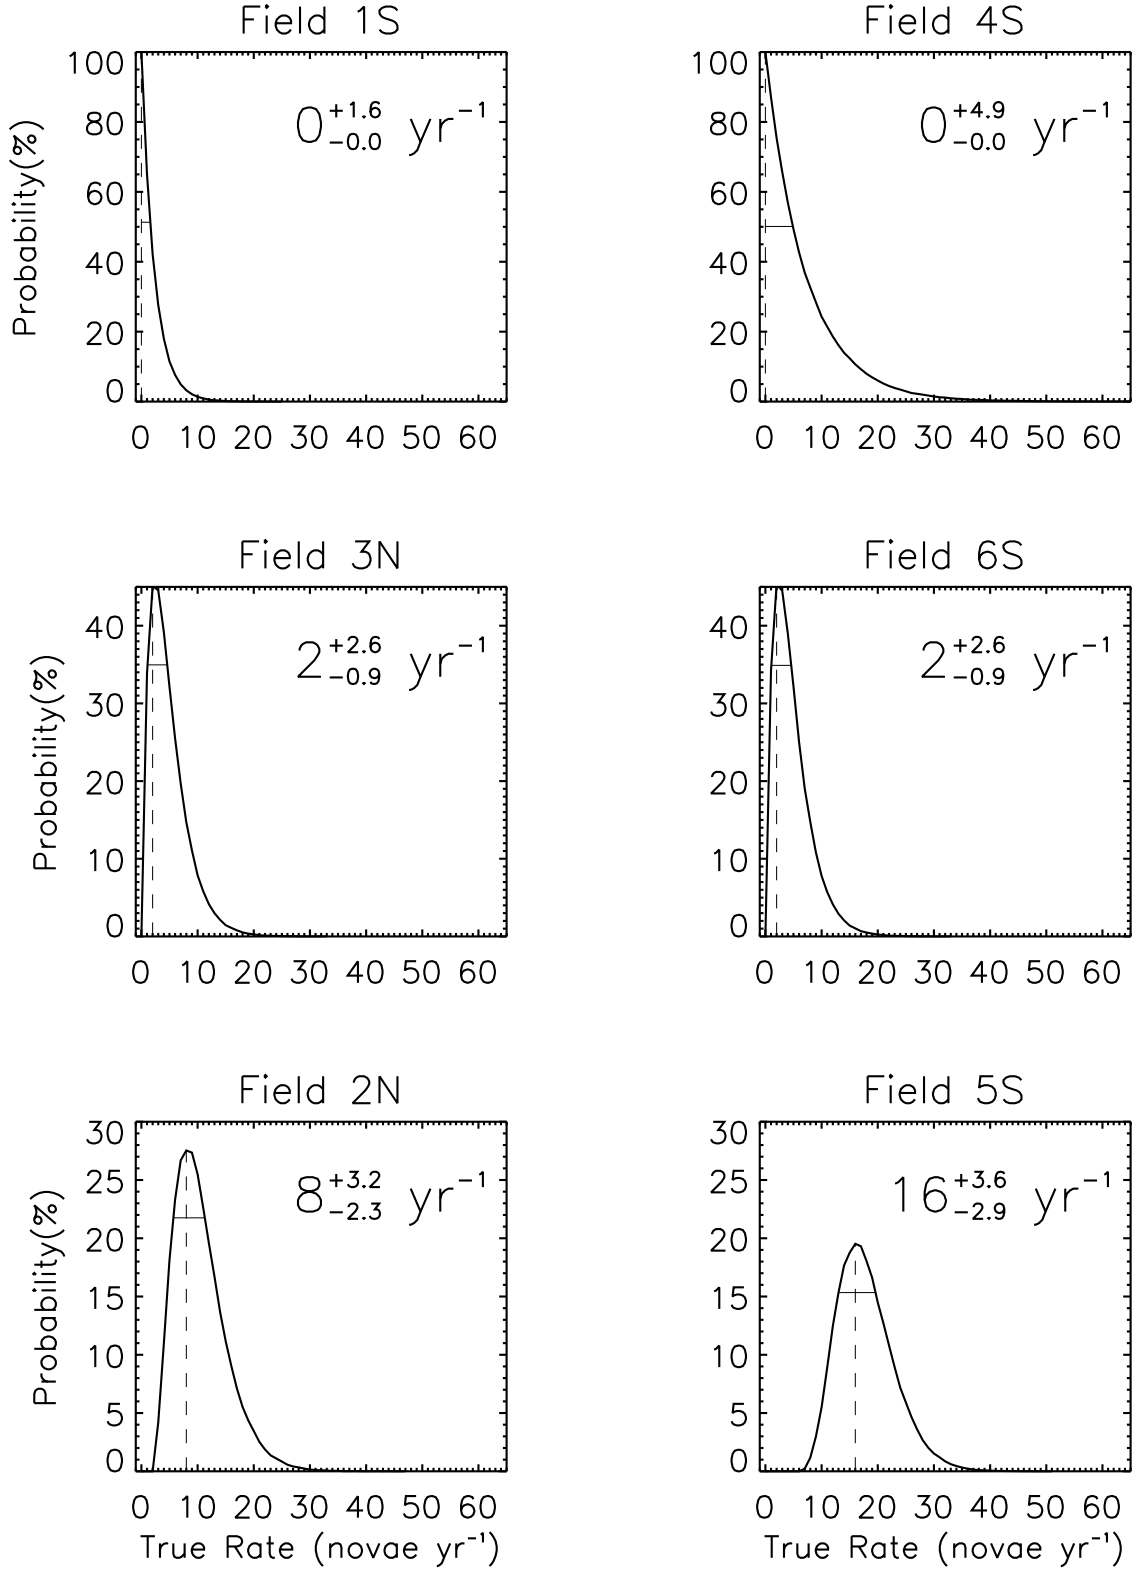 Field 1S
Probability(%)
100
80
60
40
20
0
0 +1.6 −0.0 yr−1
0 10 20 30 40 50 60
Field 4S
100
80
60
40
20
0
0 +4.9 −0.0 yr−1
0 10 20 30 40 50 60
Field 3N
Probability(%)
40
30
20
10
0
2 +2.6 −0.9 yr−1
0 10 20 30 40 50 60
Field 6S
40
30
20
10
0
2 +2.6 −0.9 yr−1
0 10 20 30 40 50 60
Field 2N
Probability(%)
30
25
20
15
10
5
0
8 +3.2 −2.3 yr−1
0 10 20 30 40 50 60
True Rate (novae yr−1)
Field 5S
30
25
20
15
10
5
0
16 +3.6 −2.9 yr−1
0 10 20 30 40 50 60
True Rate (novae yr−1)